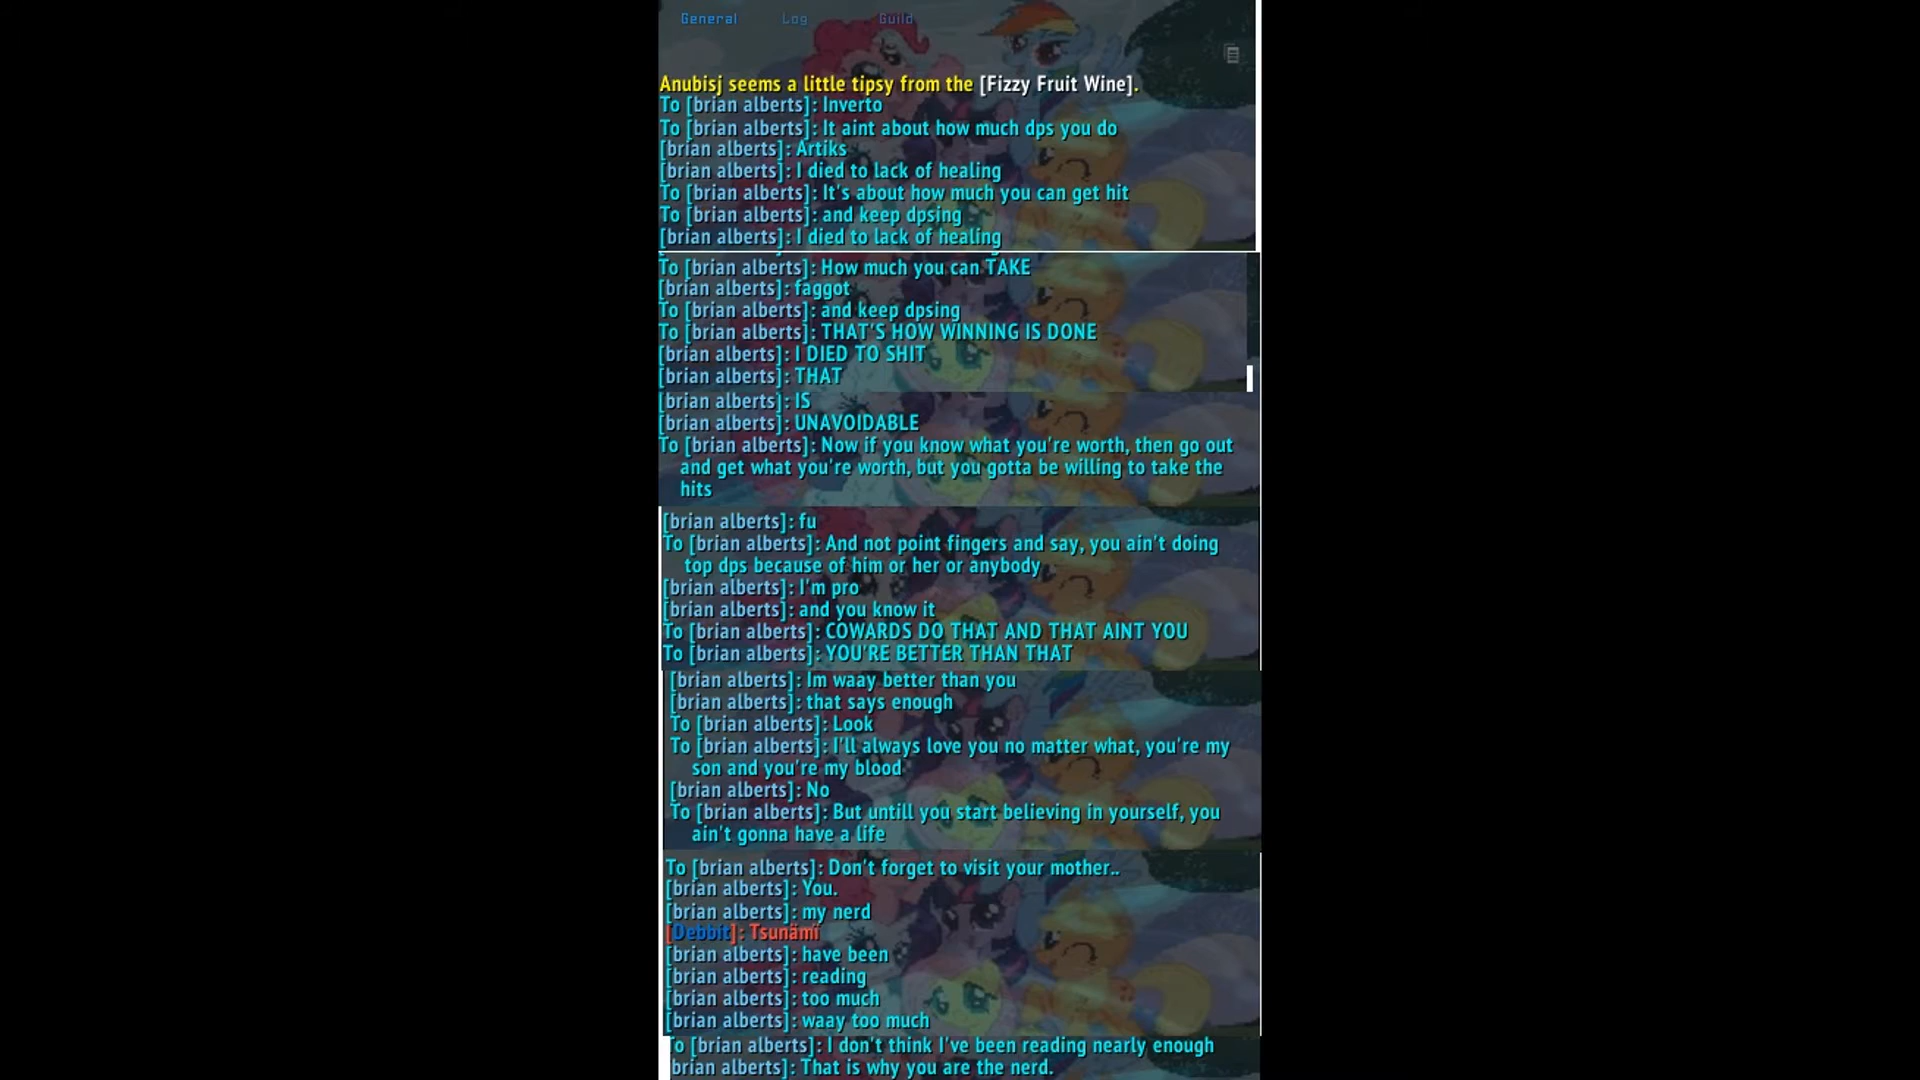 General Log Guild
Anubisj seems a little tipsy from the [Fizzy Fruit Wine].
To [brian alberts]: Inverto
To [brian alberts]: It aint about how much dps you do
[brian alberts]: Artiks
[brian alberts]: I died to lack of healing
To [brian alberts]: It's about how much you can get hit
To [brian alberts]: and keep dpsing
[brian alberts]: I died to lack of healing
To [brian alberts]: How much you can TAKE
[brian alberts]: faggot
To [brian alberts]: and keep dpsing
To [brian alberts]: THAT'S HOW WINNING IS DONE
[brian alberts]: I DIED TO SHIT
[brian alberts]: THAT
[brian alberts]: IS
[brian alberts]: UNAVOIDABLE
To [brian alberts]: Now if you know what you're worth, then go out
and get what you're worth, but you gotta be willing to take the
hits
[brian alberts]: fu
To [brian alberts]: And not point fingers and say, you ain't doing
top dps because of him or her or anybody
[brian alberts]: I'm pro
[brian alberts]: and you know it
To [brian alberts]: COWARDS DO THAT AND THAT AINT YOU
To [brian alberts]: YOU'RE BETTER THAN THAT
[brian alberts]: Im waay better than you
[brian alberts]: that says enough
To [brian alberts]: Look
To [brian alberts]: I'll always love you no matter what, you're my
son and you're my blood
[brian alberts]: No
To [brian alberts]: But untill you start believing in yourself, you
ain't gonna have a life
To [brian alberts]: Don't forget to visit your mother..
[brian alberts]: You.
[brian alberts]: my nerd
[Debbit]: Tsunämï
[brian alberts]: have been
[brian alberts]: reading
[brian alberts]: too much
[brian alberts]: waay too much
To [brian alberts]: I don't think I've been reading nearly enough
brian alberts]: That is why you are the nerd.